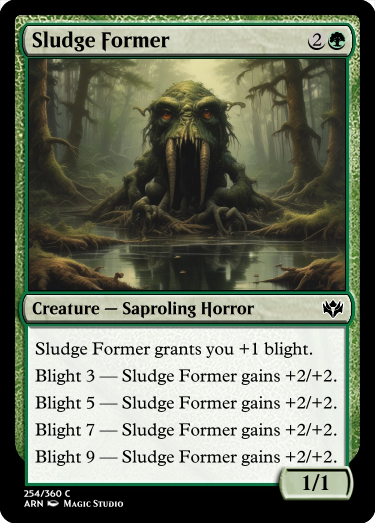 Sludge Former 2
Creature — Saproling Horror
Sludge Former grants you +1 blight.
Blight 3 — Sludge Former gains +2/+2.
Blight 5 — Sludge Former gains +2/+2.
Blight 7 — Sludge Former gains +2/+2.
Blight 9 — Sludge Former gains +2/+2.
1/1
254/360 C
ARN Magic Studio